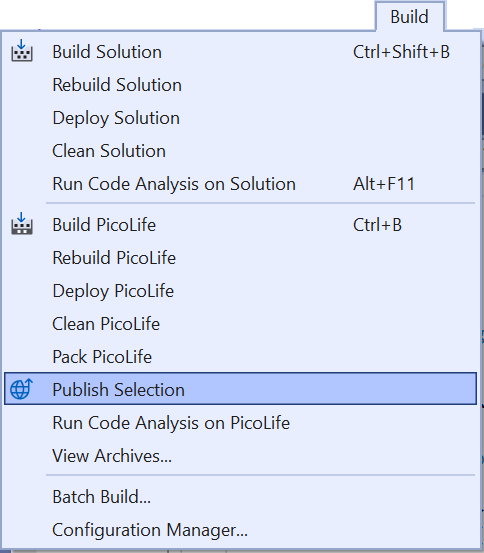 Build
Build Solution Ctrl+Shift+B
Rebuild Solution
Deploy Solution
Clean Solution
Run Code Analysis on Solution Alt+F11
Build PicoLife Ctrl+B
Rebuild PicoLife
Deploy PicoLife
Clean PicoLife
Pack PicoLife
Publish Selection
Run Code Analysis on PicoLife
View Archives...
Batch Build...
Configuration Manager...